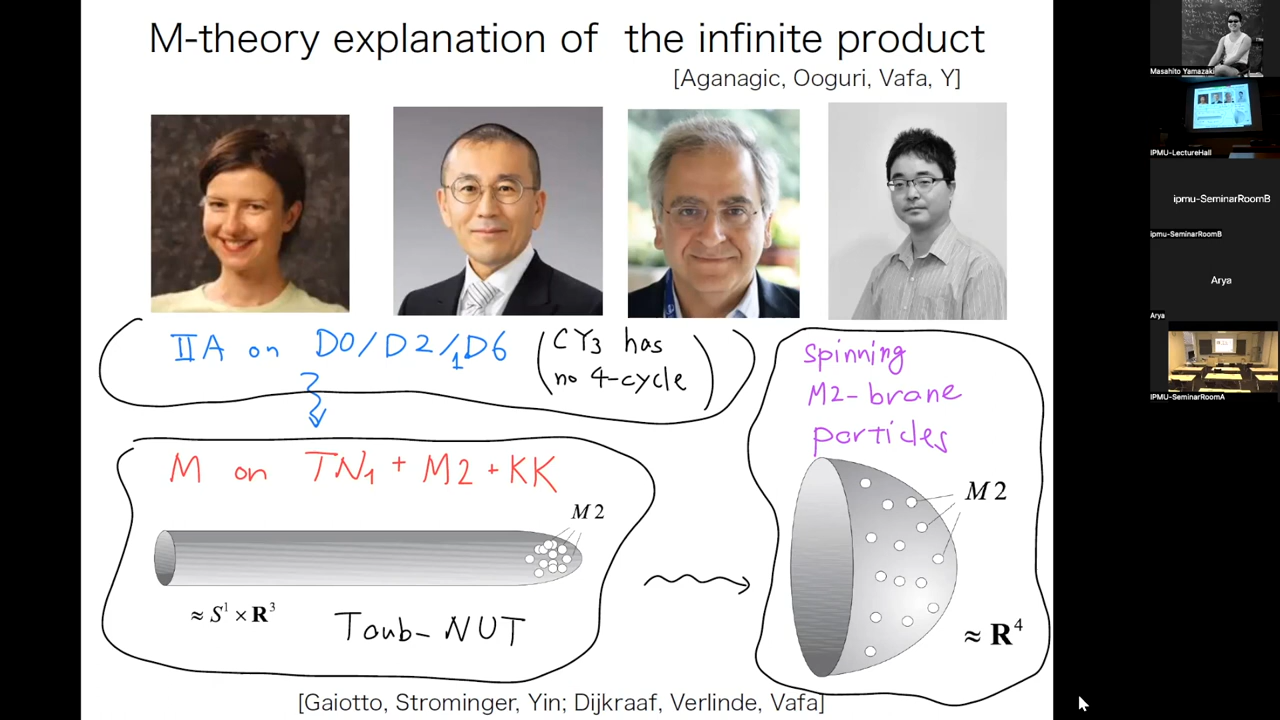 M-theory explanation of the infinite product
[Aganagic, Ooguri, Vafa, Y]
IIA on D0/D2/1D6
(CY3 has
no 4-cycle)
M on TN1 + M2 + KK
M2
≈ S¹ × R³
Taub-NUT
Spinning
M2-brane
particles
M2
≈ R⁴
[Gaiotto, Strominger, Yin; Dijkraaf, Verlinde, Vafa]
Masahito Yamazaki
IPMU-LectureHall
ipmu-SeminarRoomB
ipmu-SeminarRoomB
Arya
Arya
IPMU-SeminarRoomA